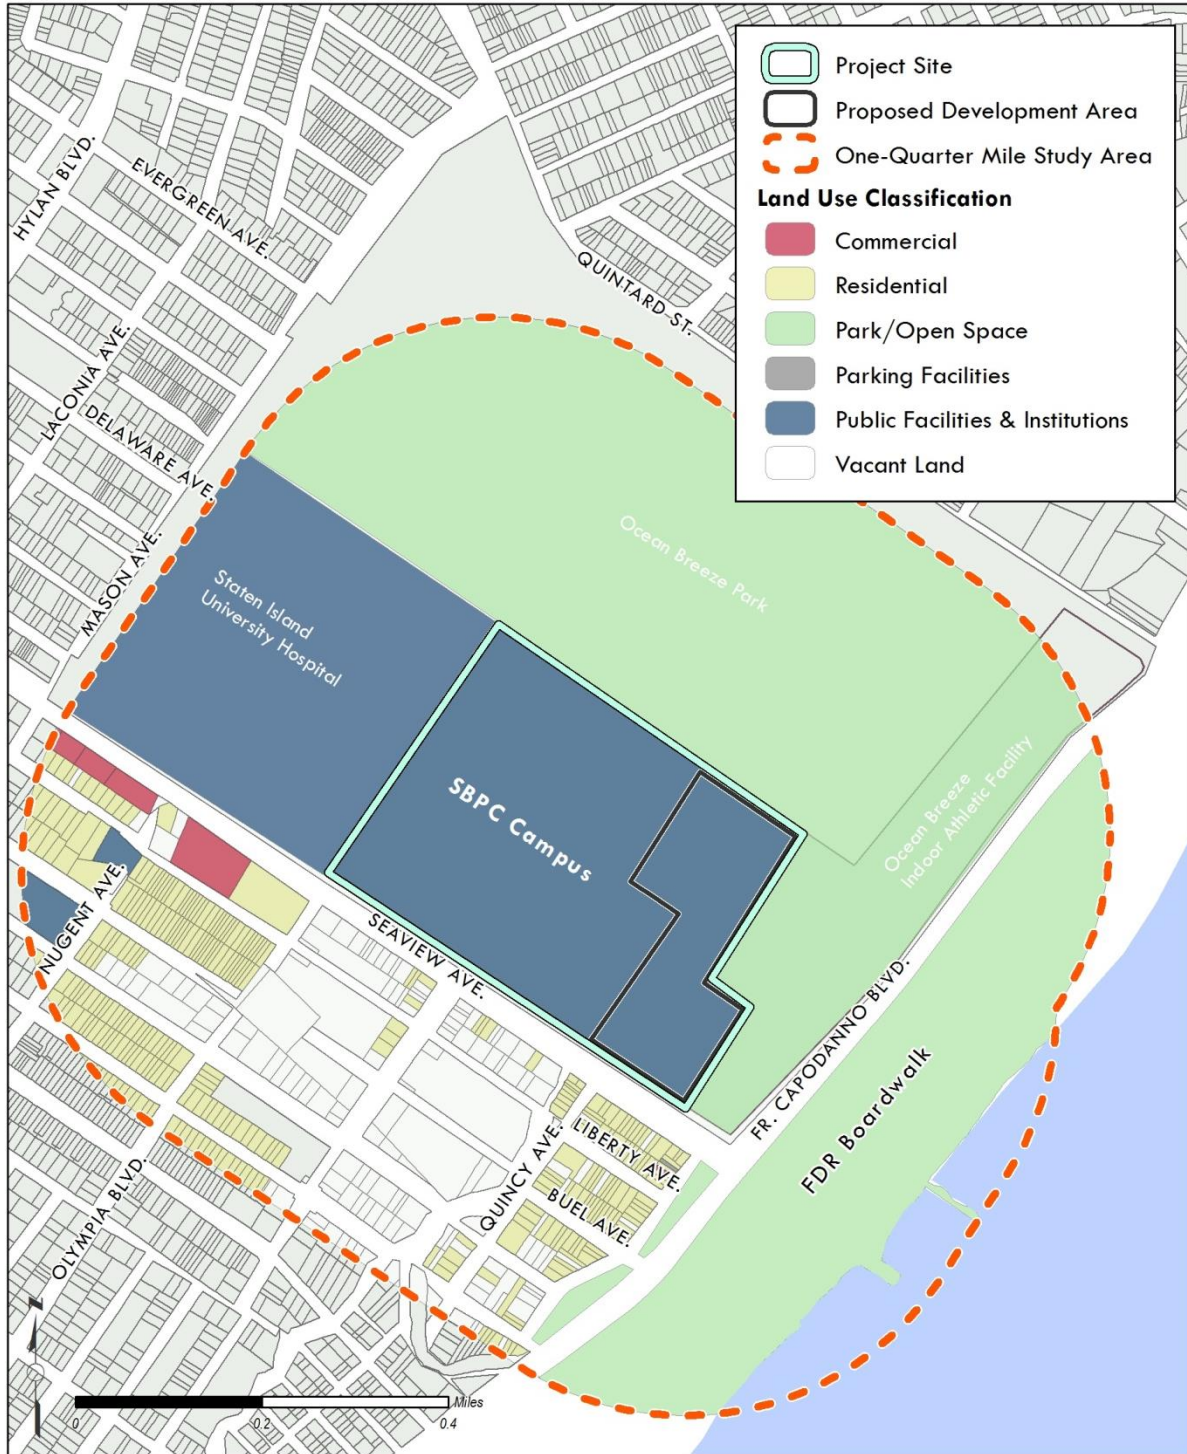 Project Site
Proposed Development Area
One-Quarter Mile Study Area
Land Use Classification
Commercial
Residential
Park/Open Space
Parking Facilities
Public Facilities & Institutions
Vacant Land
HYLAN BLVD.
EVERGREEN AVE.
QUINTARD ST.
LACONIA AVE.
DELAWARE AVE.
MASON AVE.
Ocean Breeze Park
Staten Island
University Hospital
SBPC Campus
Ocean Breeze
Indoor Athletic Facility
NUGENT AVE.
SEAVIEW AVE.
FR. CAPODANNO BLVD.
FDR Boardwalk
LIBERTY AVE.
QUINCY AVE.
BUEL AVE.
OLYMPIA BLVD.
Z
Miles
0
0.2
0.4